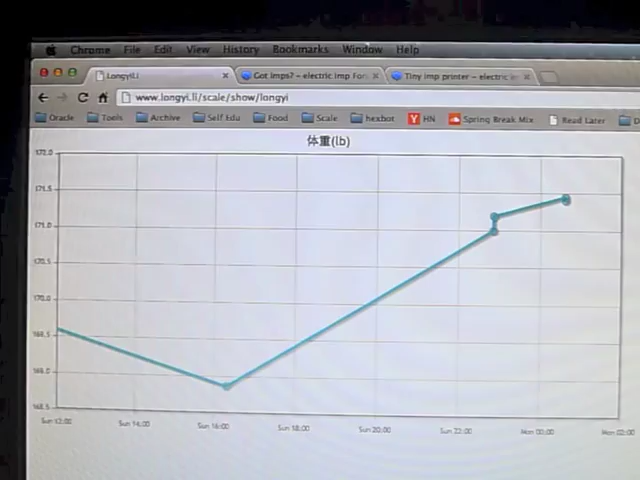 Chrome File Edit View History Bookmarks Window Help
Longyi.Li × Got Imps? – electric imp For × Tiny imp printer – electric ×
www.longyi.li/scale/show/longyi
Oracle Tools Archive Self Edu Food Scale hexbot HN Spring Break Mix Read Later
体重(lb)
172.0
171.5
171.0
170.5
170.0
169.5
169.0
168.5
Sun 12:00 Sun 14:00 Sun 16:00 Sun 18:00 Sun 20:00 Sun 22:00 Mon 00:00 Mon 02:00